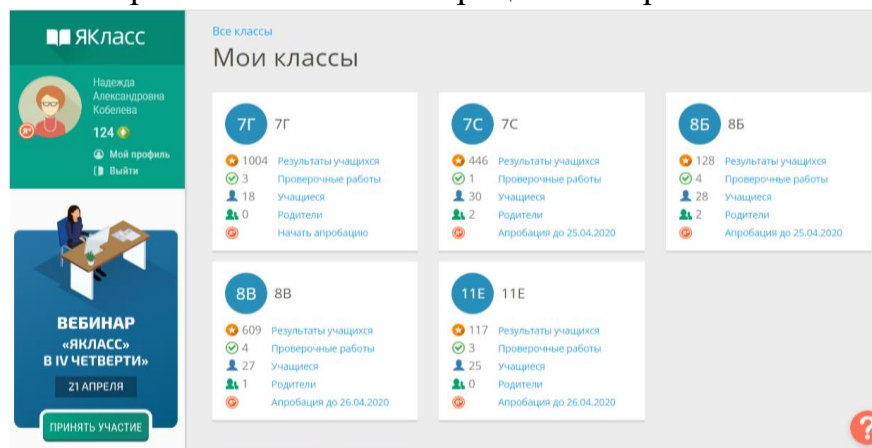 ЯКласс
Надежда
Александровна
Кобелева
124
Мой профиль
Выйти
ВЕБИНАР
«ЯКЛАСС»
В IV ЧЕТВЕРТИ»
21 АПРЕЛЯ
ПРИНЯТЬ УЧАСТИЕ
Все классы
Мои классы
7Г 7Г
1004 Результаты учащихся
3 Проверочные работы
18 Учащиеся
0 Родители
Начать апробацию
7С 7С
446 Результаты учащихся
1 Проверочные работы
30 Учащиеся
2 Родители
Апробация до 25.04.2020
8Б 8Б
128 Результаты учащихся
4 Проверочные работы
28 Учащиеся
2 Родители
Апробация до 25.04.2020
8В 8В
609 Результаты учащихся
4 Проверочные работы
27 Учащиеся
1 Родители
Апробация до 26.04.2020
11Е 11Е
117 Результаты учащихся
3 Проверочные работы
25 Учащиеся
0 Родители
Апробация до 26.04.2020
?